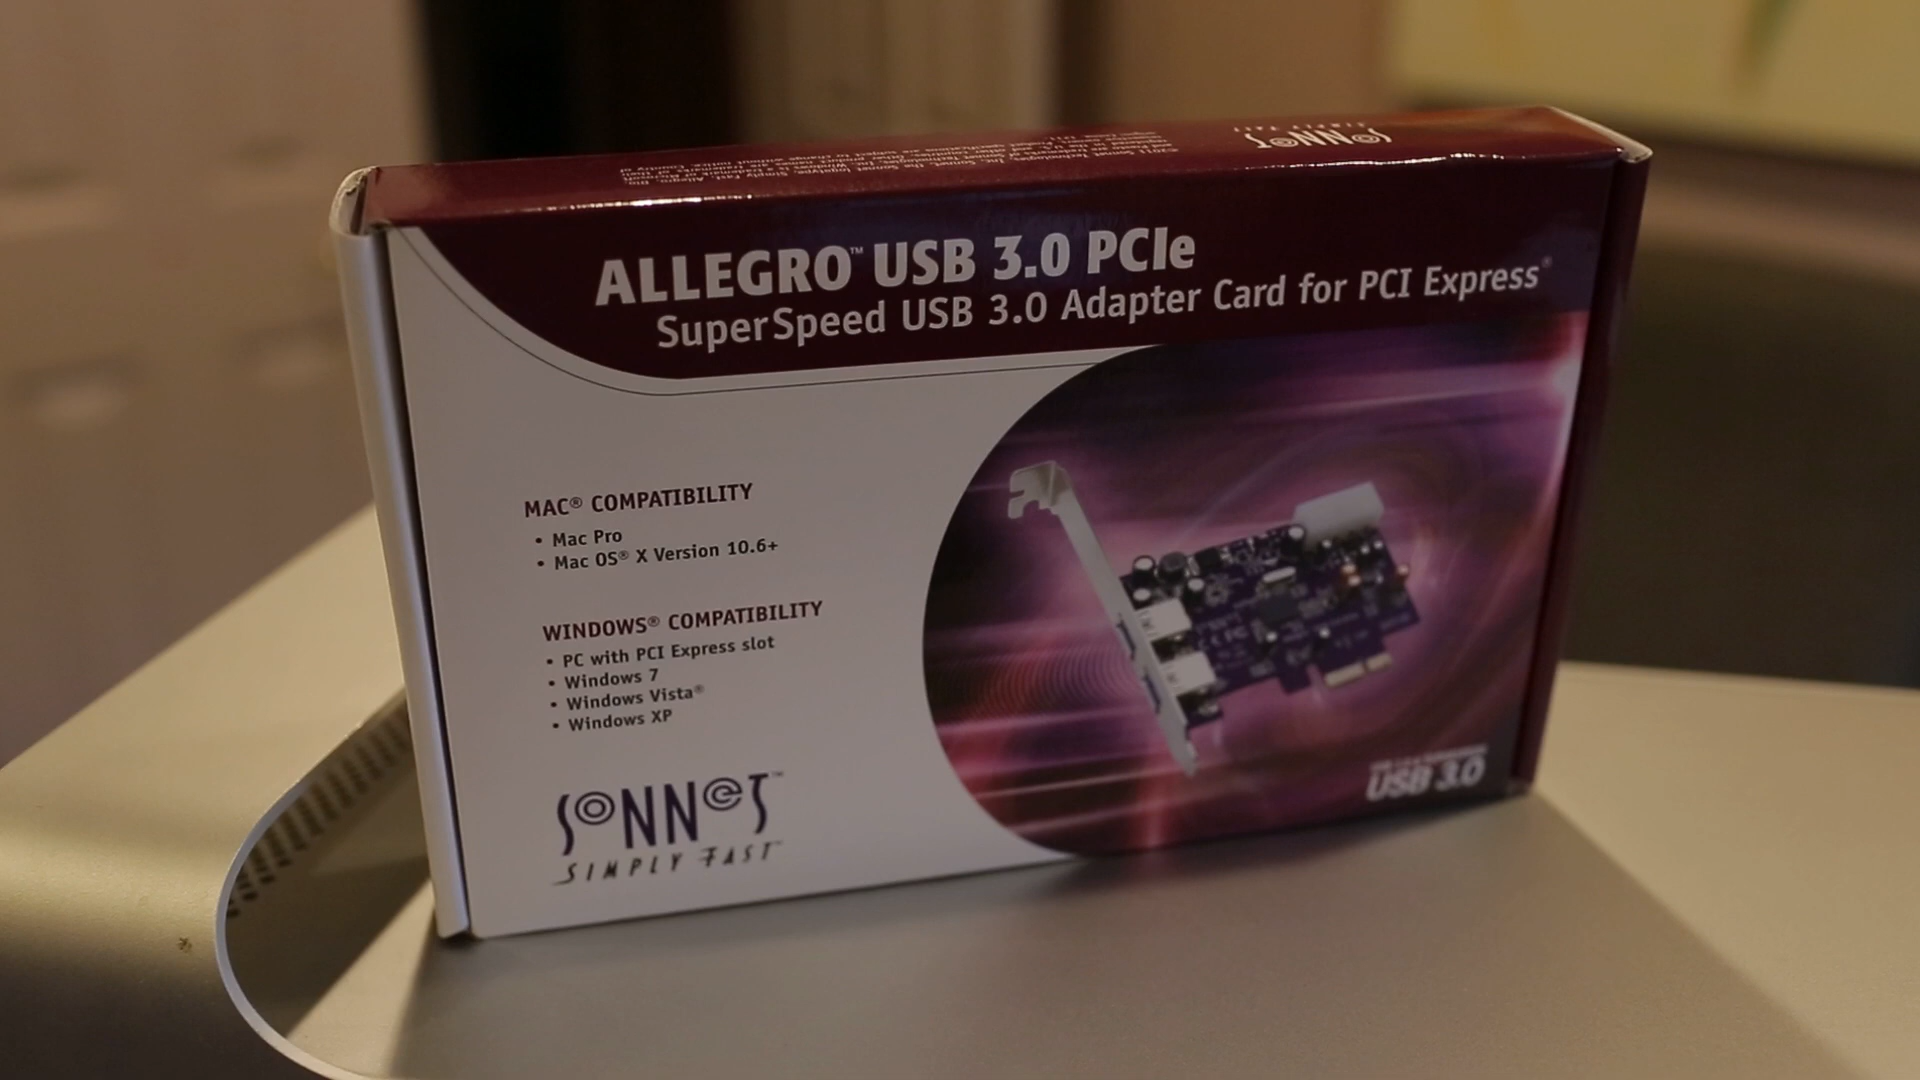 SONNET
SIMPLY FAST
ALLEGRO™ USB 3.0 PCIe
SuperSpeed USB 3.0 Adapter Card for PCI Express®
MAC® COMPATIBILITY
• Mac Pro
• Mac OS® X Version 10.6+
WINDOWS® COMPATIBILITY
• PC with PCI Express slot
• Windows 7
• Windows Vista®
• Windows XP
SONNET™
SIMPLY FAST™
USB 3.0